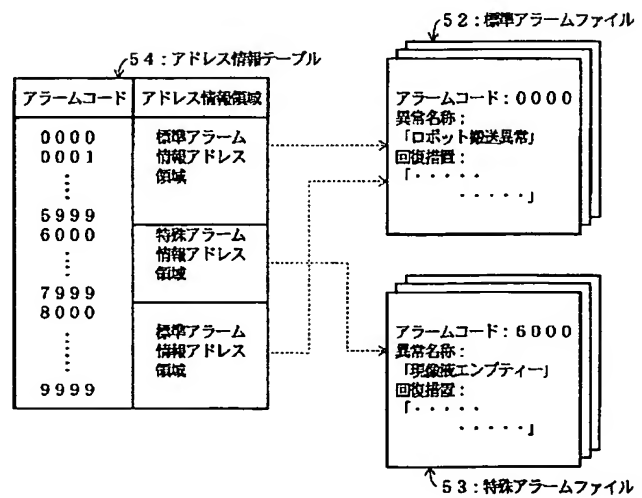 54：アドレス情報テーブル
アラームコード アドレス情報領域
0000
0001
5999
6000
7999
8000
9999
標準アラーム
情報アドレス
領域
特殊アラーム
情報アドレス
領域
標準アラーム
情報アドレス
領域
52：標準アラームファイル
アラームコード：0000
異常名称：
「ロボット搬送異常」
回復措置：
「・・・・・
・・・・・」
アラームコード：6000
異常名称：
「現像液エンプティー」
回復措置：
「・・・・・
・・・・・」
53：特殊アラームファイル